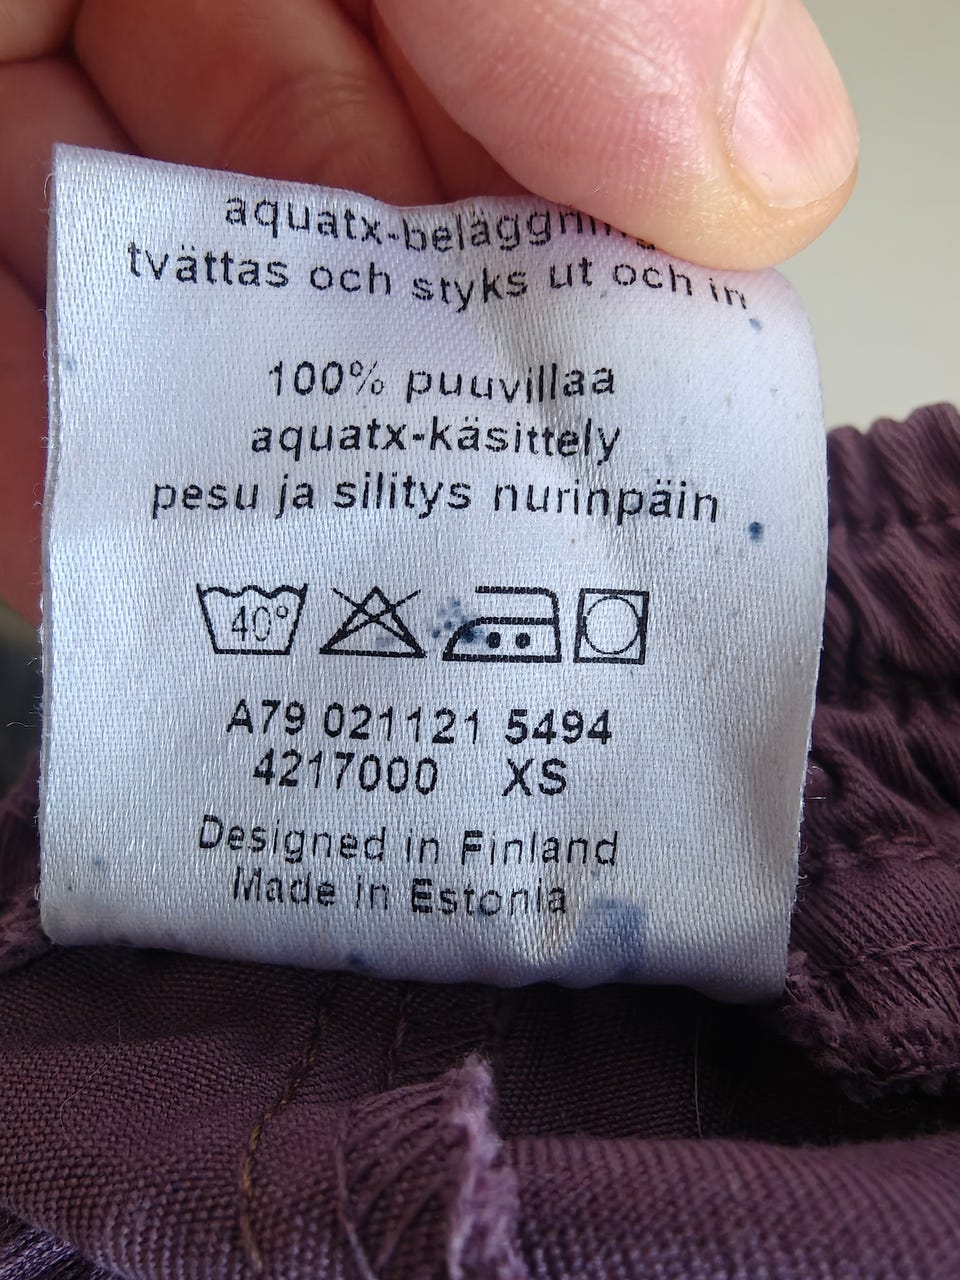 tvättas och styks ut och in
100% puuvillaa
aquatx-käsittely
pesu ja silitys nurinpäin
40°
A79 021121 5494
4217000 XS
Designed in Finland
Made in Estonia